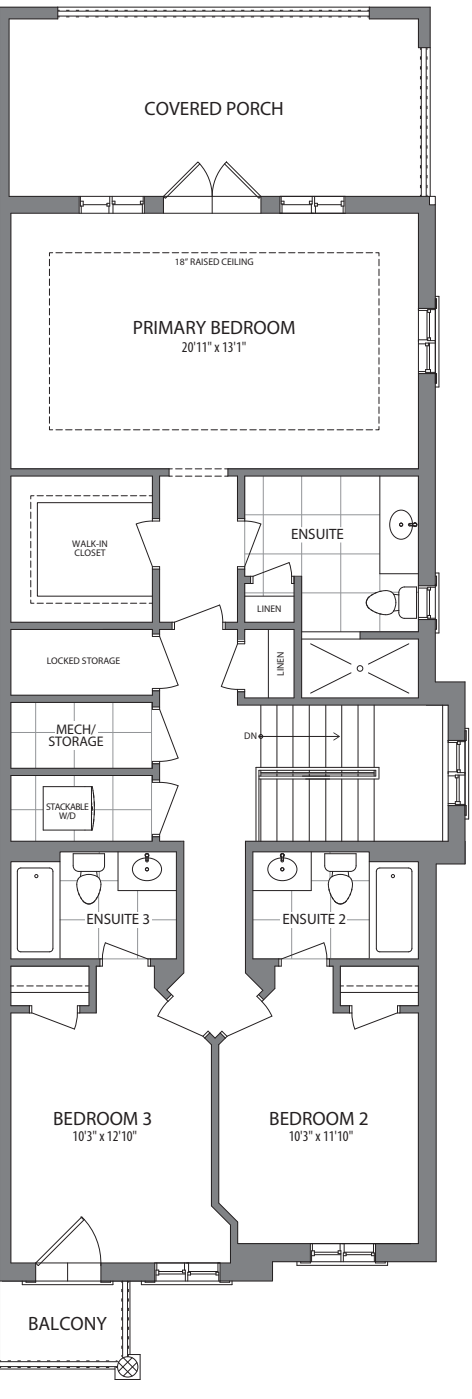 COVERED PORCH
18" RAISED CEILING
PRIMARY BEDROOM
20'11" x 13'1"
WALK-IN
CLOSET
ENSUITE
LINEN
LOCKED STORAGE
LINEN
MECH/
STORAGE
DN
STACKABLE
W/D
ENSUITE 3
ENSUITE 2
BEDROOM 3
10'3" x 12'10"
BEDROOM 2
10'3" x 11'10"
BALCONY